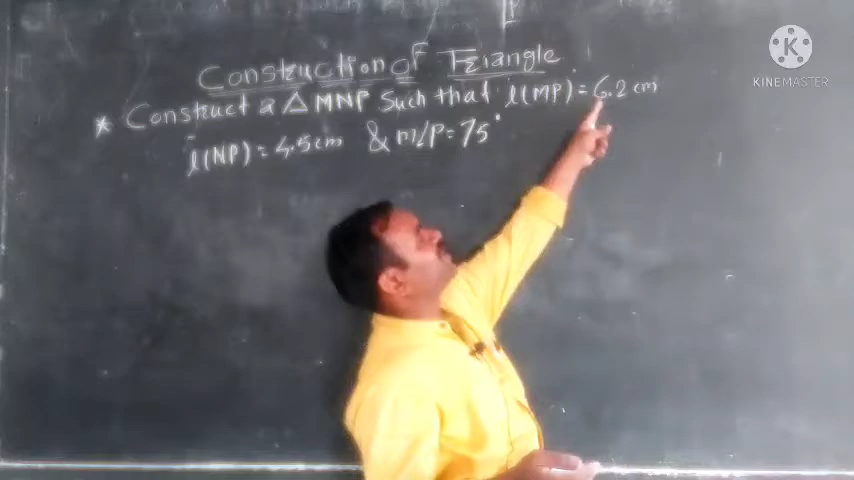 Construction of Triangle
* Construct a △ MNP Such that l(MP) = 6.2 cm
l(NP) = 4.5 cm & m∠P = 75°
K
KINEMASTER